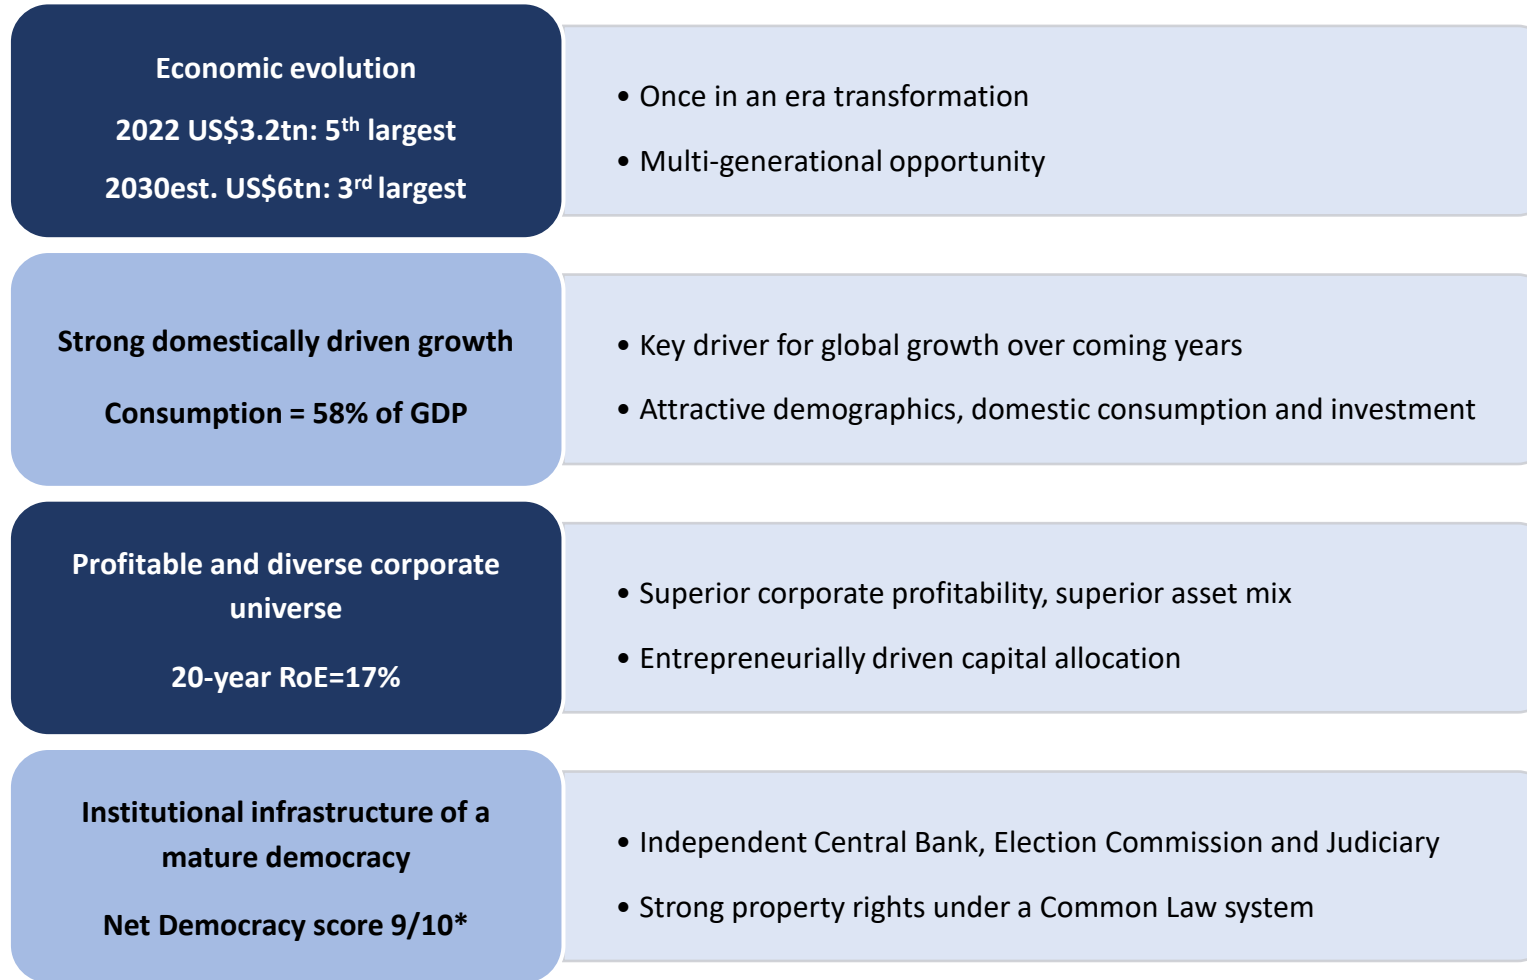 Economic evolution
2022 US$3.2tn: 5th largest
2030est. US$6tn: 3rd largest
• Once in an era transformation
• Multi-generational opportunity
Strong domestically driven growth
Consumption = 58% of GDP
• Key driver for global growth over coming years
• Attractive demographics, domestic consumption and investment
Profitable and diverse corporate
universe
20-year RoE=17%
• Superior corporate profitability, superior asset mix
• Entrepreneurially driven capital allocation
Institutional infrastructure of a
mature democracy
Net Democracy score 9/10*
• Independent Central Bank, Election Commission and Judiciary
• Strong property rights under a Common Law system